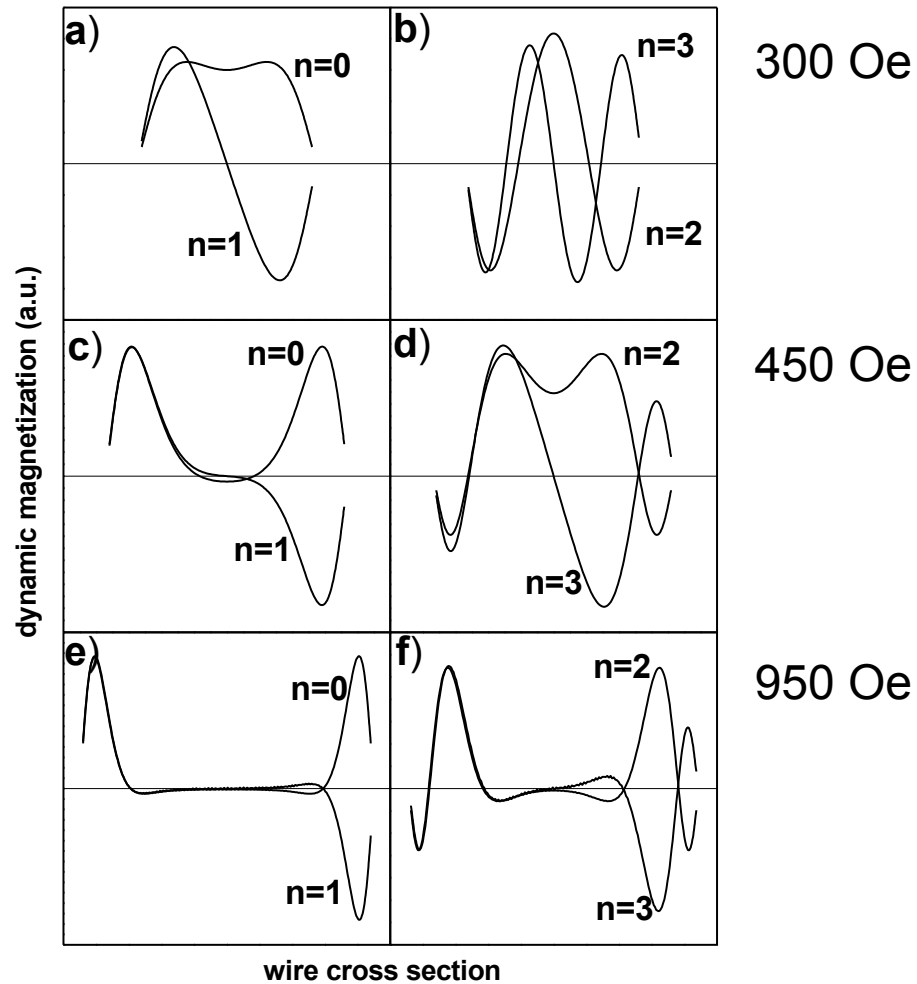 a)
n=0
n=1
b)
n=3
n=2
300 Oe
c)
n=0
n=1
d)
n=2
n=3
450 Oe
e)
n=0
n=1
f)
n=2
n=3
950 Oe
dynamic magnetization (a.u.)
wire cross section